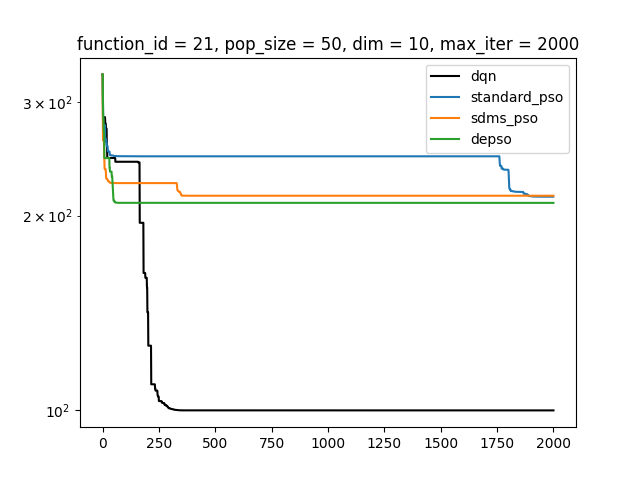 function_id = 21, pop_size = 50, dim = 10, max_iter = 2000
dqn
standard_pso
sdms_pso
depso
3 × 10²
2 × 10²
10²
0 250 500 750 1000 1250 1500 1750 2000